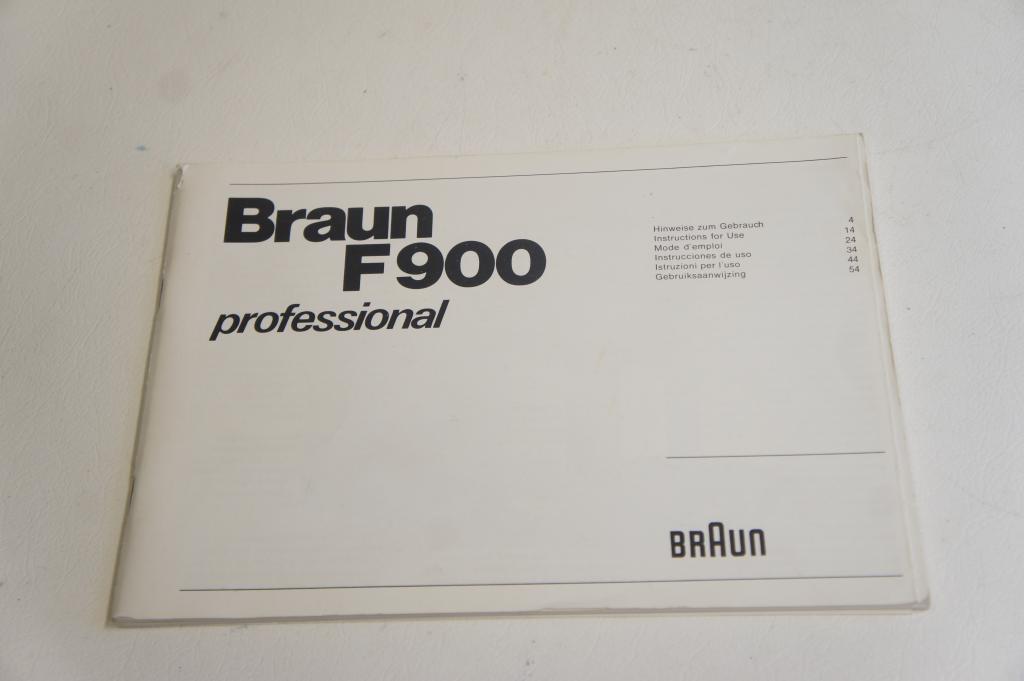 Braun
F 900
professional
Hinweise zum Gebrauch 4
Instructions for Use 14
Mode d'emploi 24
Instrucciones de uso 34
Istruzioni per l'uso 44
Gebruiksaanwijzing 54
BRAUN